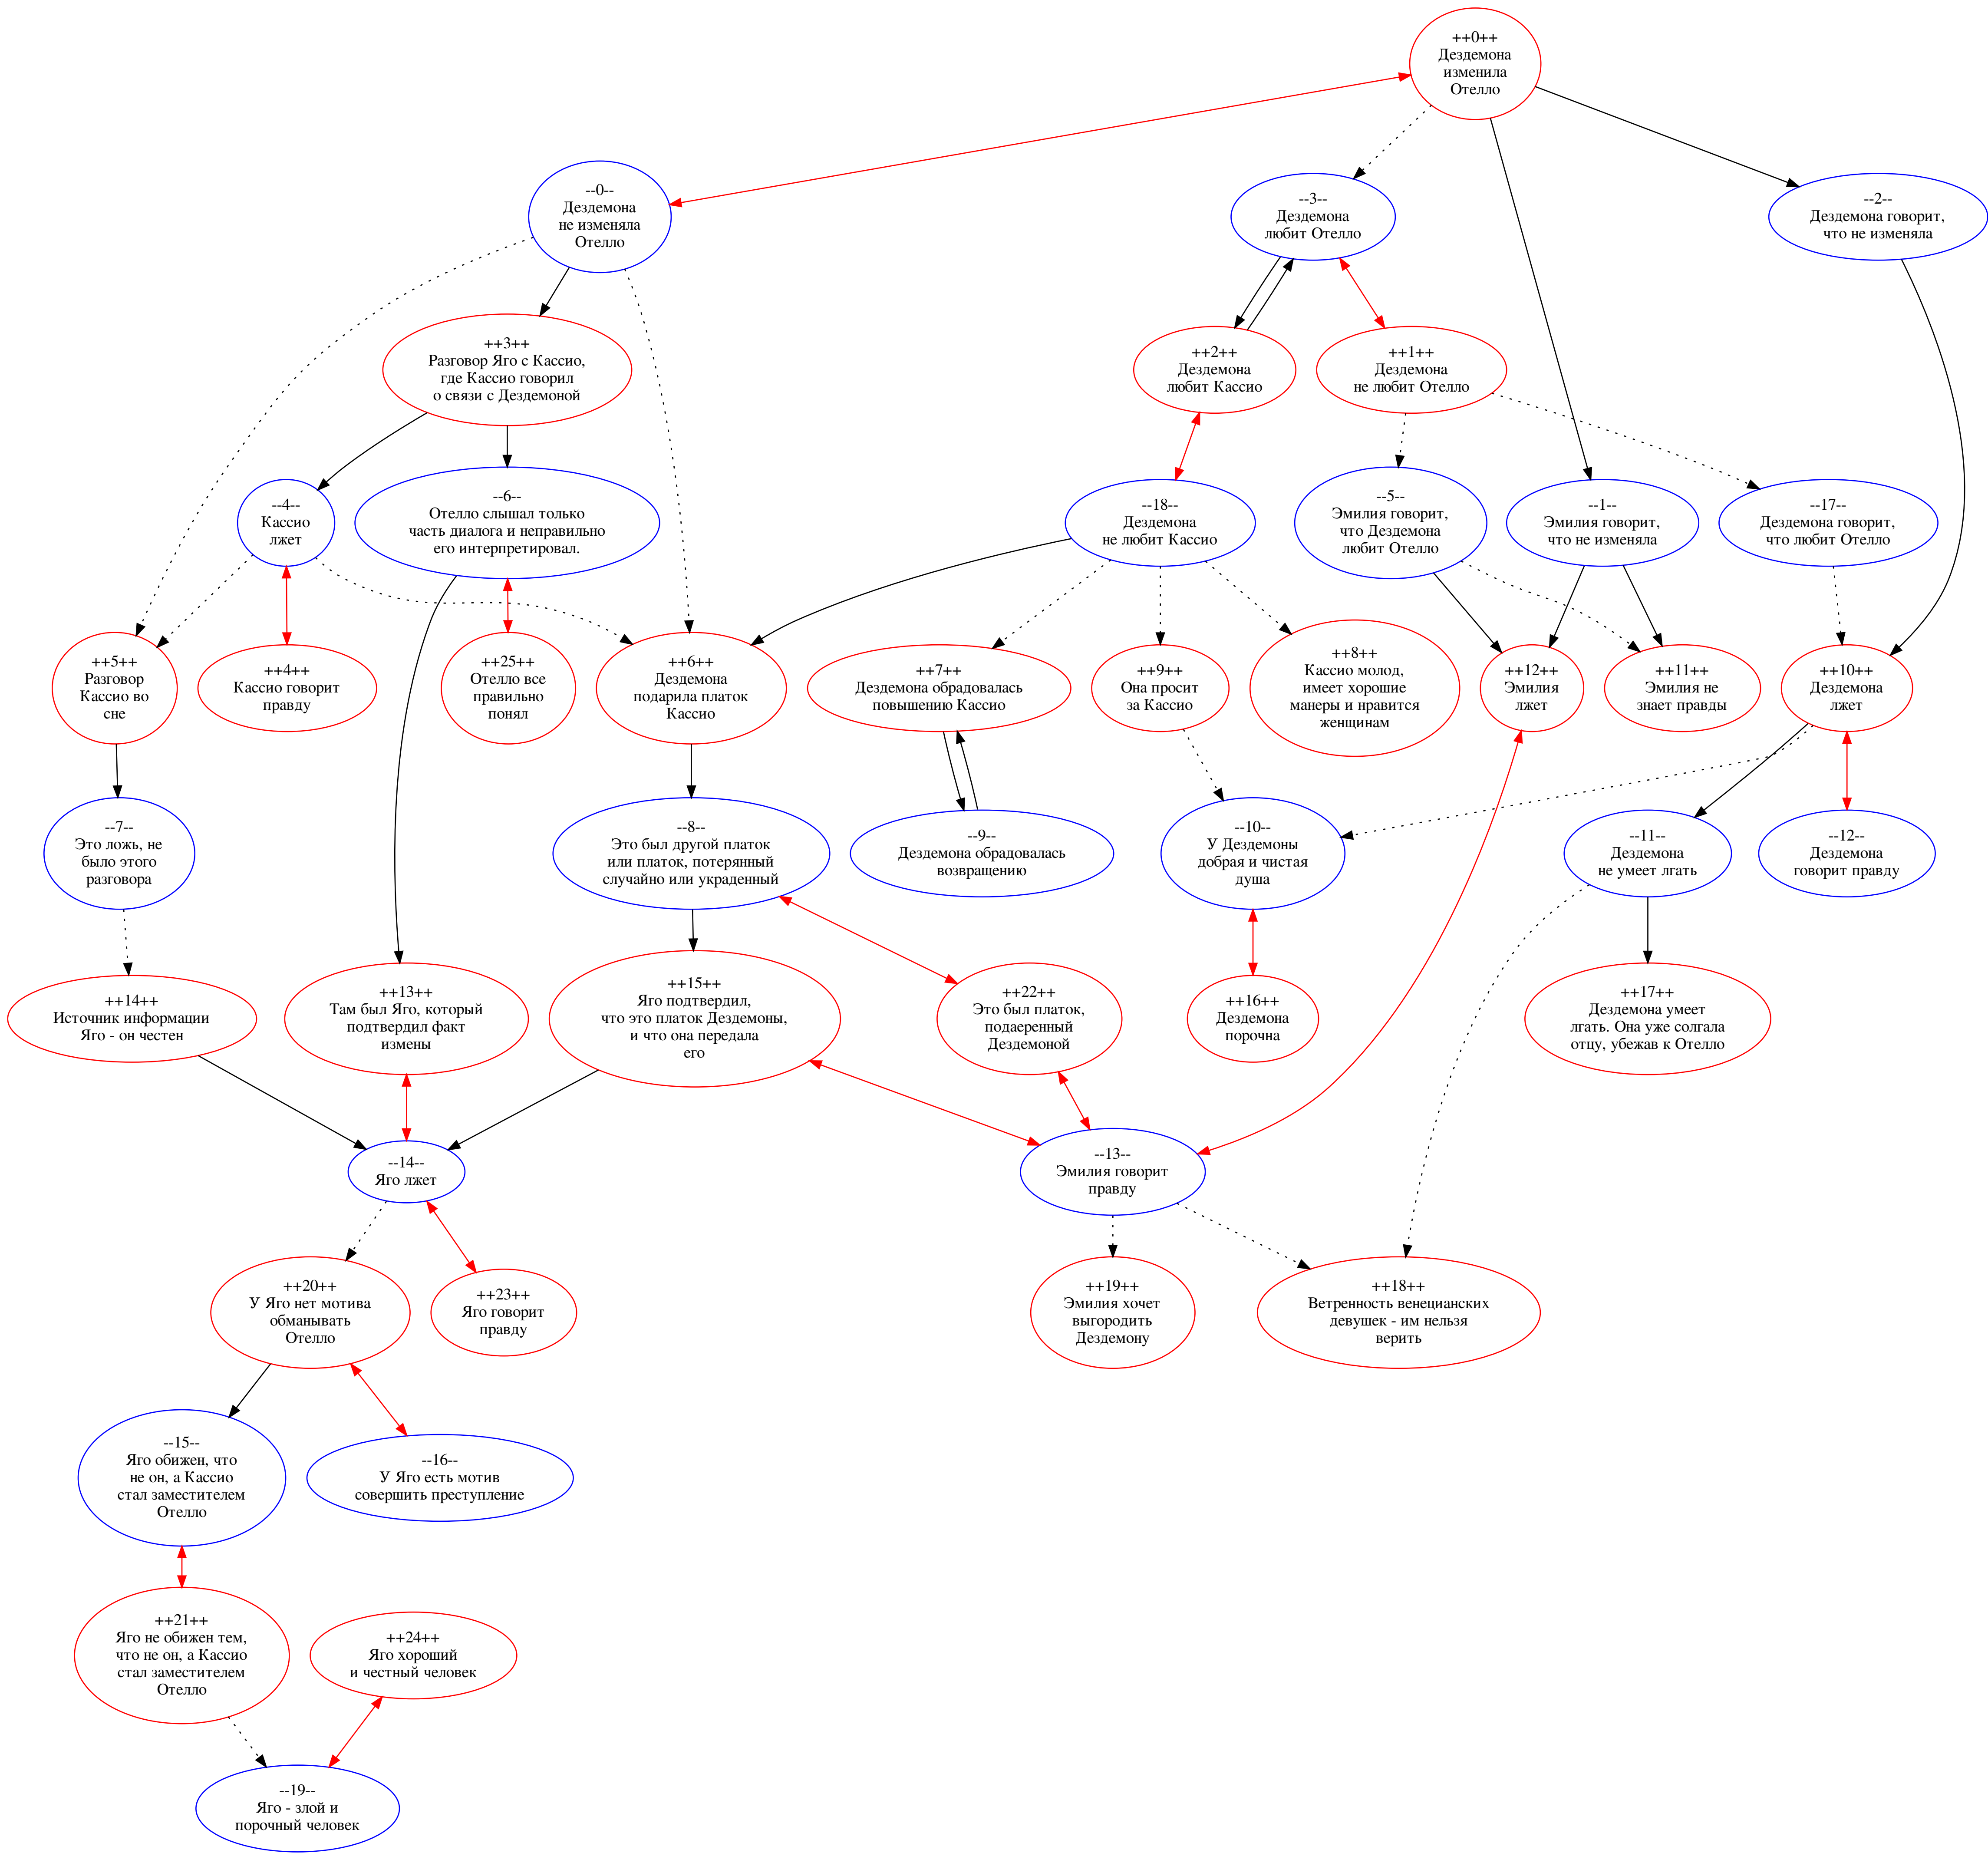 ++0++
Дездемона
изменила
Отелло
--0--
Дездемона
не изменяла
Отелло
--3--
Дездемона
любит Отелло
--2--
Дездемона говорит,
что не изменяла
++3++
Разговор Яго с Кассио,
где Кассио говорил
о связи с Дездемоной
++2++
Дездемона
любит Кассио
++1++
Дездемона
не любит Отелло
--4--
Кассио
лжет
--6--
Отелло слышал только
часть диалога и неправильно
его интерпретировал.
--18--
Дездемона
не любит Кассио
--5--
Эмилия говорит,
что Дездемона
любит Отелло
--1--
Эмилия говорит,
что не изменяла
--17--
Дездемона говорит,
что любит Отелло
++5++
Разговор
Кассио во
сне
++4++
Кассио говорит
правду
++25++
Отелло все
правильно
понял
++6++
Дездемона
подарила платок
Кассио
++7++
Дездемона обрадовалась
повышению Кассио
++9++
Она просит
за Кассио
++8++
Кассио молод,
имеет хорошие
манеры и нравится
женщинам
++12++
Эмилия
лжет
++11++
Эмилия не
знает правды
++10++
Дездемона
лжет
--7--
Это ложь, не
было этого
разговора
--8--
Это был другой платок
или платок, потерянный
случайно или украденный
--9--
Дездемона обрадовалась
возвращению
--10--
У Дездемоны
добрая и чистая
душа
--11--
Дездемона
не умеет лгать
--12--
Дездемона
говорит правду
++14++
Источник информации
Яго - он честен
++13++
Там был Яго, который
подтвердил факт
измены
++15++
Яго подтвердил,
что это платок Дездемоны,
и что она передала
его
++22++
Это был платок,
подаеренный
Дездемоной
++16++
Дездемона
порочна
++17++
Дездемона умеет
лгать. Она уже солгала
отцу, убежав к Отелло
--14--
Яго лжет
--13--
Эмилия говорит
правду
++20++
У Яго нет мотива
обманывать
Отелло
++23++
Яго говорит
правду
++19++
Эмилия хочет
выгородить
Дездемону
++18++
Ветренность венецианских
девушек - им нельзя
верить
--15--
Яго обижен, что
не он, а Кассио
стал заместителем
Отелло
--16--
У Яго есть мотив
совершить преступление
++21++
Яго не обижен тем,
что не он, а Кассио
стал заместителем
Отелло
++24++
Яго хороший
и честный человек
--19--
Яго - злой и
порочный человек